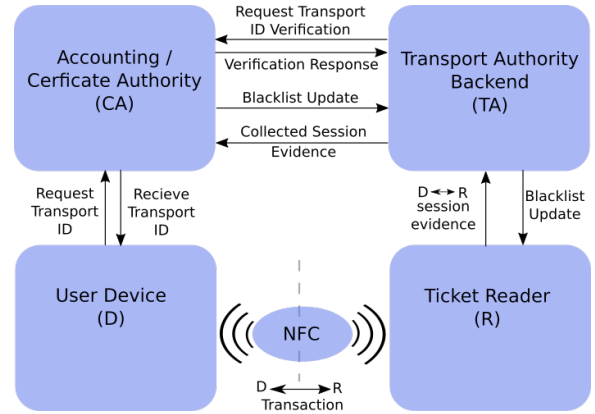 Request Transport
ID Verification
Accounting /
Cerficate Authority
(CA)
Verification Response
Transport Authority
Backend
(TA)
Blacklist Update
Collected Session
Evidence
Request
Transport
ID
Recieve
Transport
ID
D R
session
evidence
Blacklist
Update
User Device
(D)
Ticket Reader
(R)
NFC
D R
Transaction